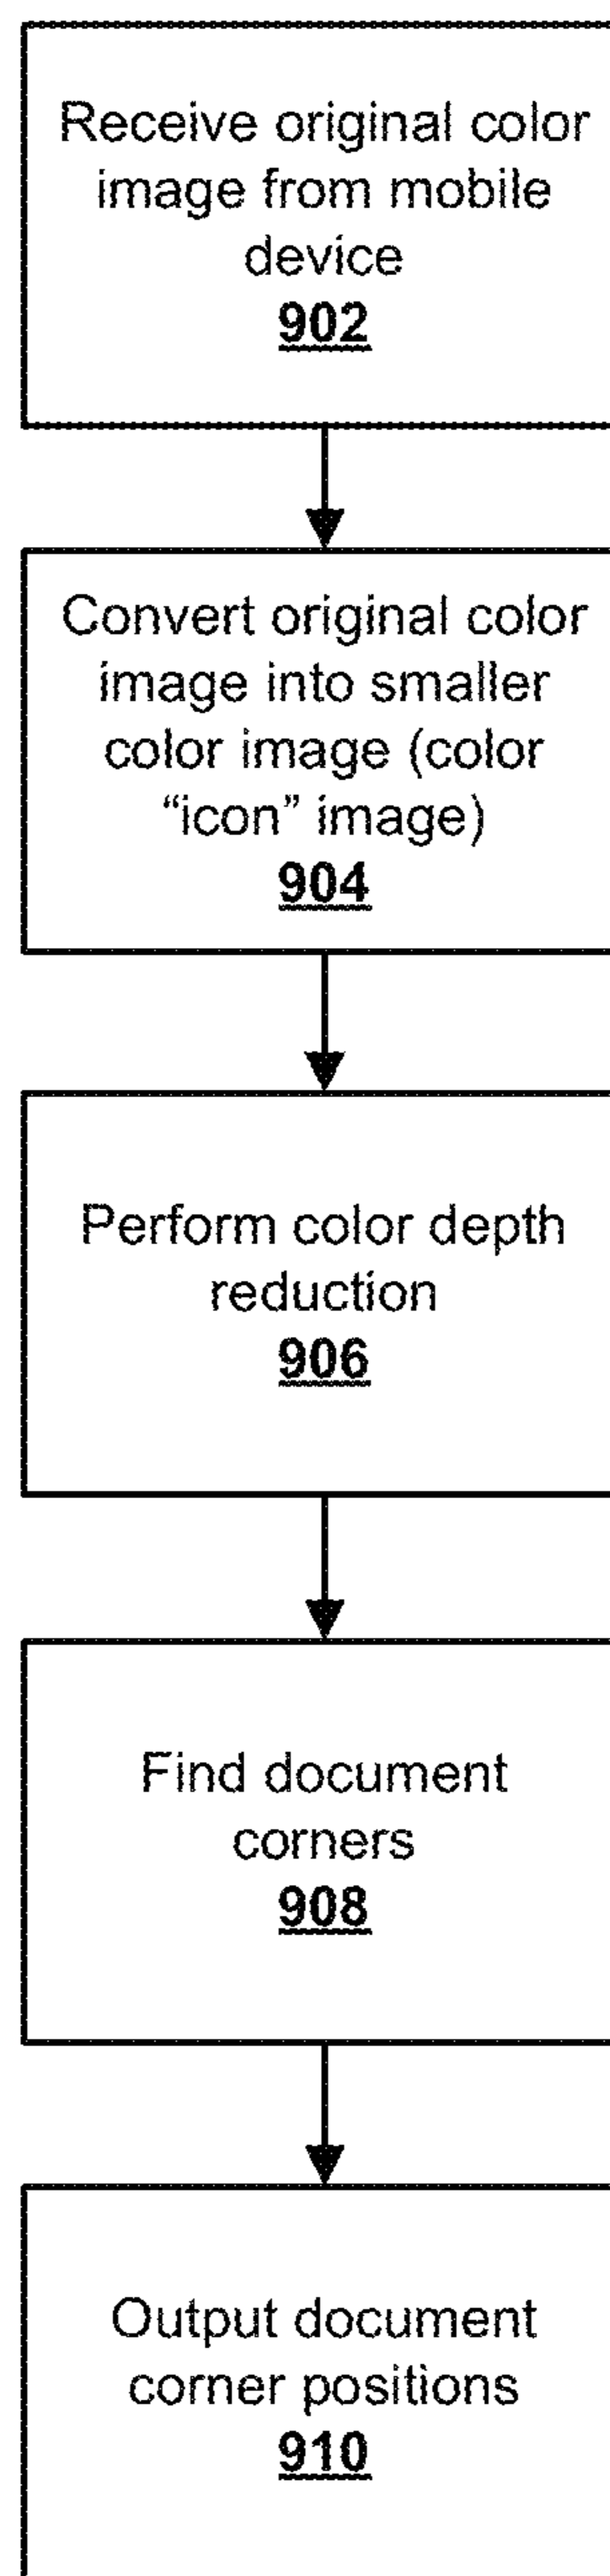 Receive original color
image from mobile
device
902
Convert original color
image into smaller
color image (color
“icon” image)
904
Perform color depth
reduction
906
Find document
corners
908
Output document
corner positions
910